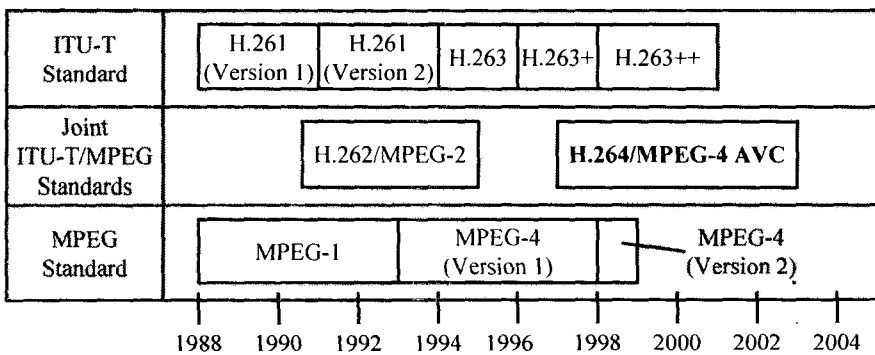 ITU-T
Standard
H.261
(Version 1)
H.261
(Version 2)
H.263
H.263+
H.263++
Joint
ITU-T/MPEG
Standards
H.262/MPEG-2
H.264/MPEG-4 AVC
MPEG
Standard
MPEG-1
MPEG-4
(Version 1)
MPEG-4
(Version 2)
1988 1990 1992 1994 1996 1998 2000 2002 2004